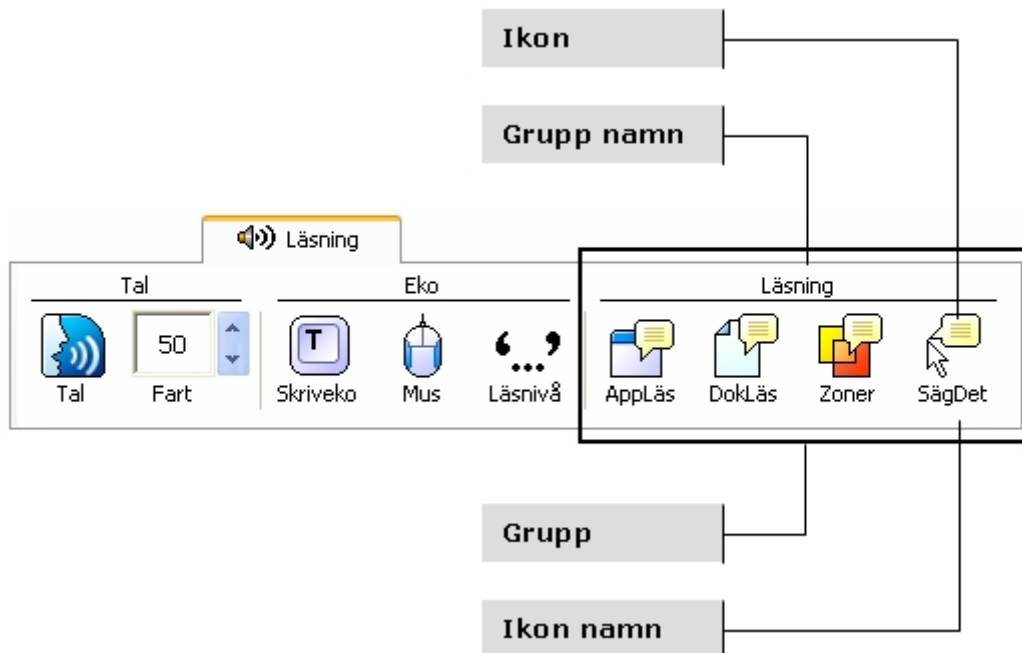 Ikon
Grupp namn
Läsning
Tal Eko Läsning
T
50
Tal Fart Skriveko Mus Läsnivå AppLäs DokLäs Zoner SägDet
Grupp
Ikon namn